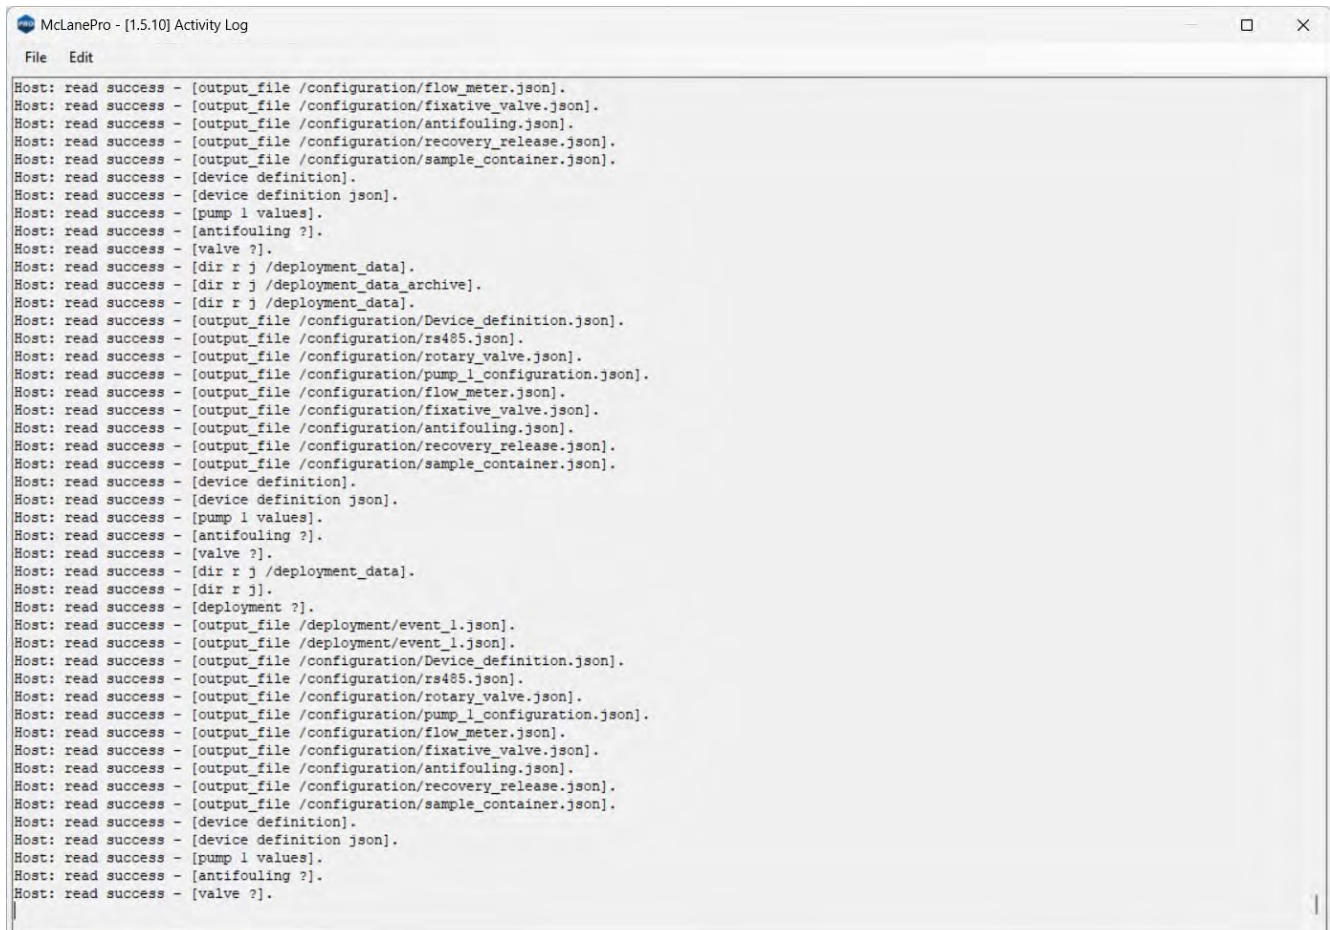 PRO McLanePro - [1.5.10] Activity Log
File Edit
Host: read success - [output_file /configuration/flow_meter.json].
Host: read success - [output_file /configuration/fixative_valve.json].
Host: read success - [output_file /configuration/antifouling.json].
Host: read success - [output_file /configuration/recovery_release.json].
Host: read success - [output_file /configuration/sample_container.json].
Host: read success - [device definition].
Host: read success - [device definition json].
Host: read success - [pump 1 values].
Host: read success - [antifouling ?].
Host: read success - [valve ?].
Host: read success - [dir r j /deployment_data].
Host: read success - [dir r j /deployment_data_archive].
Host: read success - [dir r j /deployment_data].
Host: read success - [output_file /configuration/Device_definition.json].
Host: read success - [output_file /configuration/rs485.json].
Host: read success - [output_file /configuration/rotary_valve.json].
Host: read success - [output_file /configuration/pump_1_configuration.json].
Host: read success - [output_file /configuration/flow_meter.json].
Host: read success - [output_file /configuration/fixative_valve.json].
Host: read success - [output_file /configuration/antifouling.json].
Host: read success - [output_file /configuration/recovery_release.json].
Host: read success - [output_file /configuration/sample_container.json].
Host: read success - [device definition].
Host: read success - [device definition json].
Host: read success - [pump 1 values].
Host: read success - [antifouling ?].
Host: read success - [valve ?].
Host: read success - [dir r j /deployment_data].
Host: read success - [dir r j].
Host: read success - [deployment ?].
Host: read success - [output_file /deployment/event_1.json].
Host: read success - [output_file /deployment/event_1.json].
Host: read success - [output_file /configuration/Device_definition.json].
Host: read success - [output_file /configuration/rs485.json].
Host: read success - [output_file /configuration/rotary_valve.json].
Host: read success - [output_file /configuration/pump_1_configuration.json].
Host: read success - [output_file /configuration/flow_meter.json].
Host: read success - [output_file /configuration/fixative_valve.json].
Host: read success - [output_file /configuration/antifouling.json].
Host: read success - [output_file /configuration/recovery_release.json].
Host: read success - [output_file /configuration/sample_container.json].
Host: read success - [device definition].
Host: read success - [device definition json].
Host: read success - [pump 1 values].
Host: read success - [antifouling ?].
Host: read success - [valve ?].